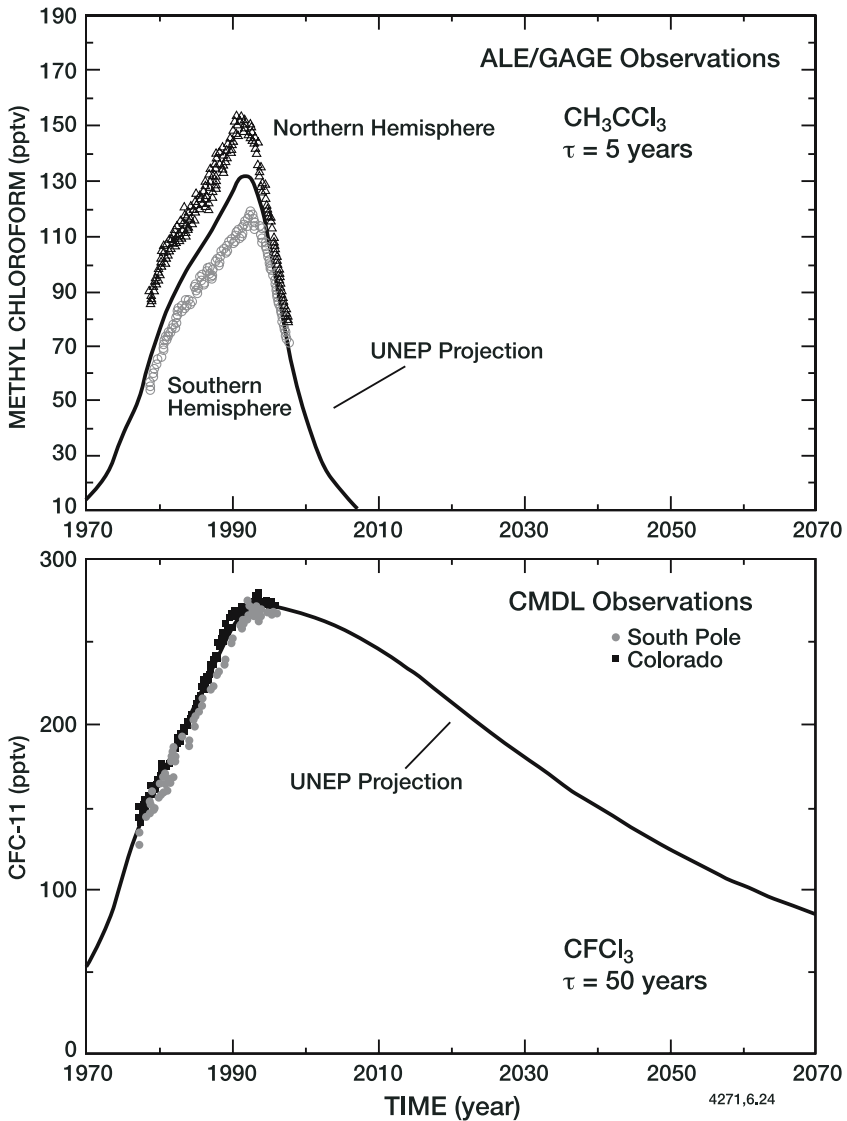 190
170
150
130
110
90
70
50
30
10
METHYL CHLOROFORM (pptv)
ALE/GAGE Observations
Northern Hemisphere
CH₃CCl₃
τ = 5 years
UNEP Projection
Southern
Hemisphere
1970 1990 2010 2030 2050 2070
300
200
100
0
CFC-11 (pptv)
CMDL Observations
South Pole
Colorado
UNEP Projection
CFCl₃
τ = 50 years
1970 1990 2010 2030 2050 2070
TIME (year)
4271,6.24